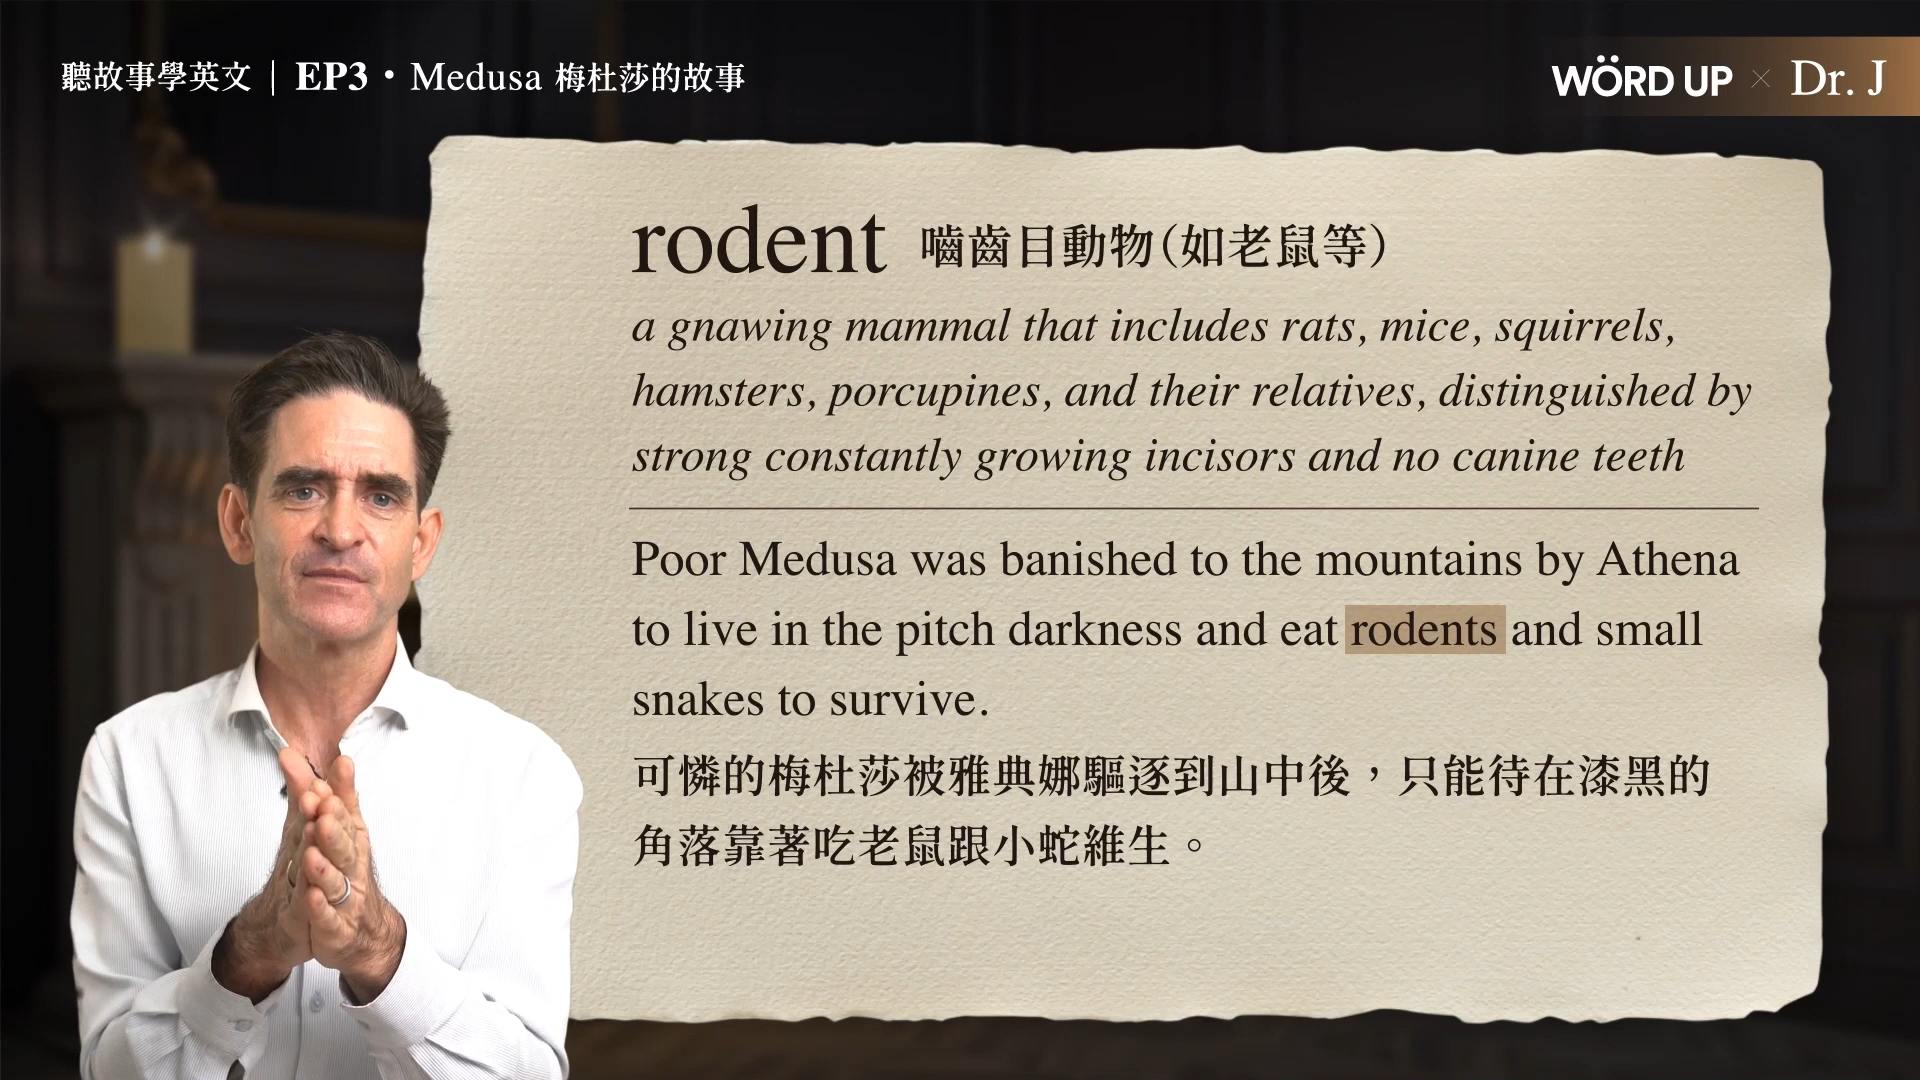 聽故事學英文 | EP3・Medusa 梅杜莎的故事
WÖRD UP × Dr. J
rodent 嚙齒目動物(如老鼠等)
a gnawing mammal that includes rats, mice, squirrels,
hamsters, porcupines, and their relatives, distinguished by
strong constantly growing incisors and no canine teeth
Poor Medusa was banished to the mountains by Athena
to live in the pitch darkness and eat rodents and small
snakes to survive.
可憐的梅杜莎被雅典娜驅逐到山中後，只能待在漆黑的
角落靠著吃老鼠跟小蛇維生。